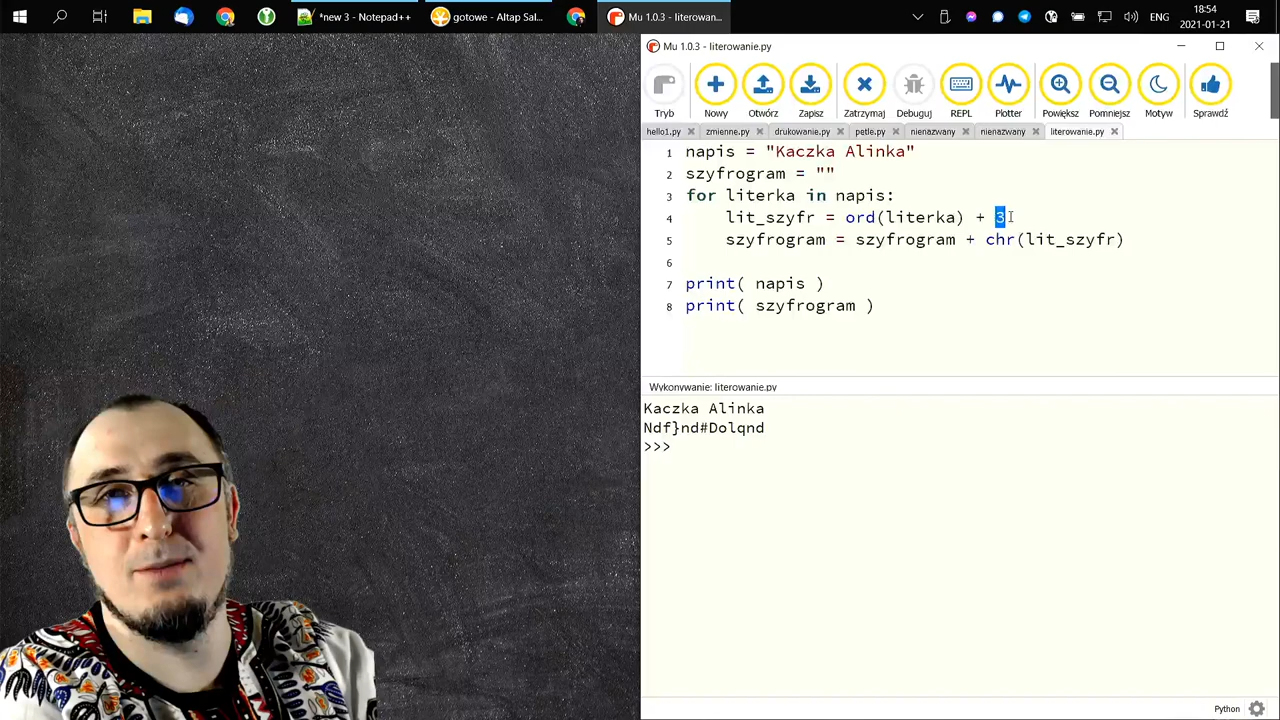 *new 3 - Notepad++
gotowe - Altap Sal...
Mu 1.0.3 - literowan...
ENG
18:54
2021-01-21
Mu 1.0.3 - literowanie.py
Tryb
Nowy
Otwórz
Zapisz
Zatrzymaj
Debuguj
REPL
Plotter
Powiększ
Pomniejsz
Motyw
Sprawdź
hello1.py
zmienne.py
drukowanie.py
petle.py
nienazwany
nienazwany
literowanie.py
1 napis = "Kaczka Alinka"
2 szyfrogram = ""
3 for literka in napis:
4 lit_szyfr = ord(literka) + 3
5 szyfrogram = szyfrogram + chr(lit_szyfr)
6
7 print( napis )
8 print( szyfrogram )
Wykonywanie: literowanie.py
Kaczka Alinka
Ndf}nd#Dolqnd
>>>
Python